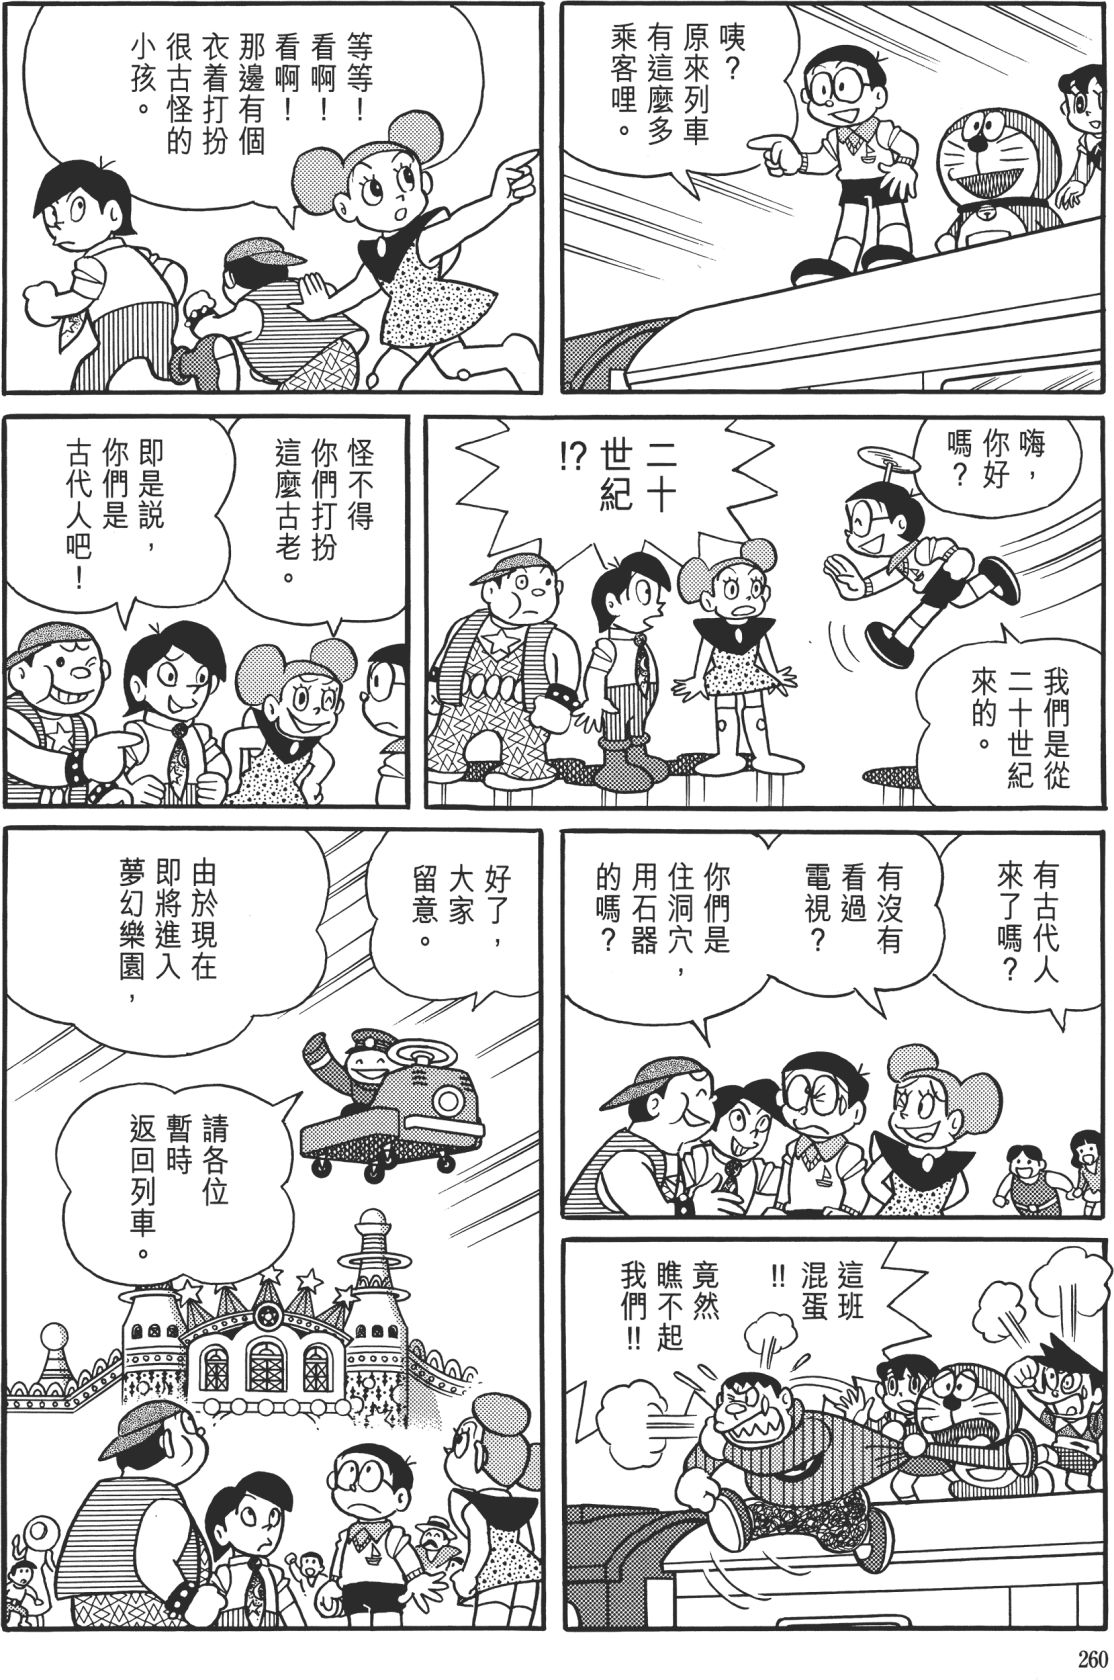 咦？
原來列車
有這麼多
乘客哩。
等等！
看啊！
看啊！
那邊有個
衣着打扮
很古怪的
小孩。
嗨，
你好
嗎？
我們是從
二十世紀
來的。
二十
世紀
!?
怪不得
你們打扮
這麼古老。
即是説，
你們是
古代人吧！
有古代人
來了嗎？
有沒有
看過
電視？
你們是
住洞穴，
用石器
的嗎？
這班
混蛋
!!
竟然
瞧不起
我們!!
好了，
大家
留意。
由於現在
即將進入
夢幻樂園，
請各位
暫時
返回列車。
260